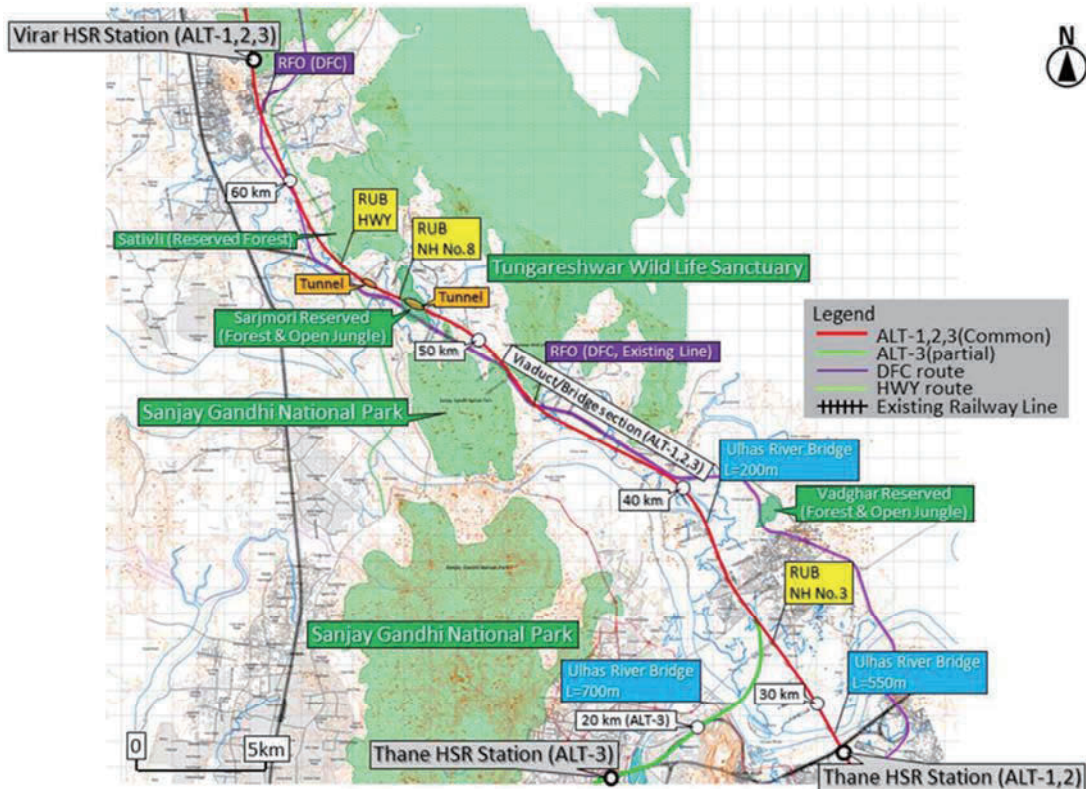 Virar HSR Station (ALT-1,2,3)
N
RFO (DFC)
60 km
RUB
HWY
RUB
NH No.8
Sativli (Reserved Forest)
Tungareshwar Wild Life Sanctuary
Tunnel
Tunnel
Sarjmori Reserved
(Forest & Open Jungle)
Legend
ALT-1,2,3(Common)
ALT-3(partial)
DFC route
HWY route
Existing Railway Line
50 km
RFO (DFC, Existing Line)
Viaduct/Bridge section (ALT-1,2,3)
Sanjay Gandhi National Park
Ulhas River Bridge
L=200m
40 km
Vadghar Reserved
(Forest & Open Jungle)
RUB
NH No.3
Sanjay Gandhi National Park
Ulhas River Bridge
L=700m
Ulhas River Bridge
L=550m
30 km
20 km (ALT-3)
0
5km
Thane HSR Station (ALT-3)
Thane HSR Station (ALT-1,2)